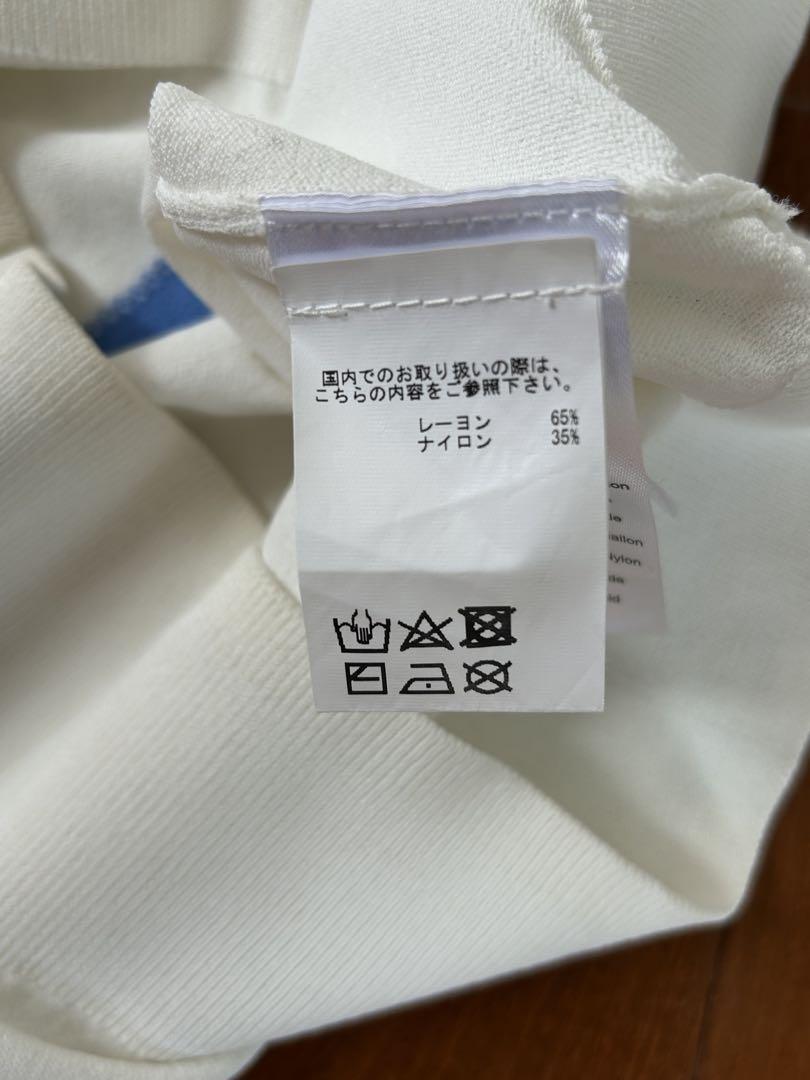 国内でのお取り扱いの際は、
こちらの内容をご参照下さい。
レーヨン 65%
ナイロン 35%